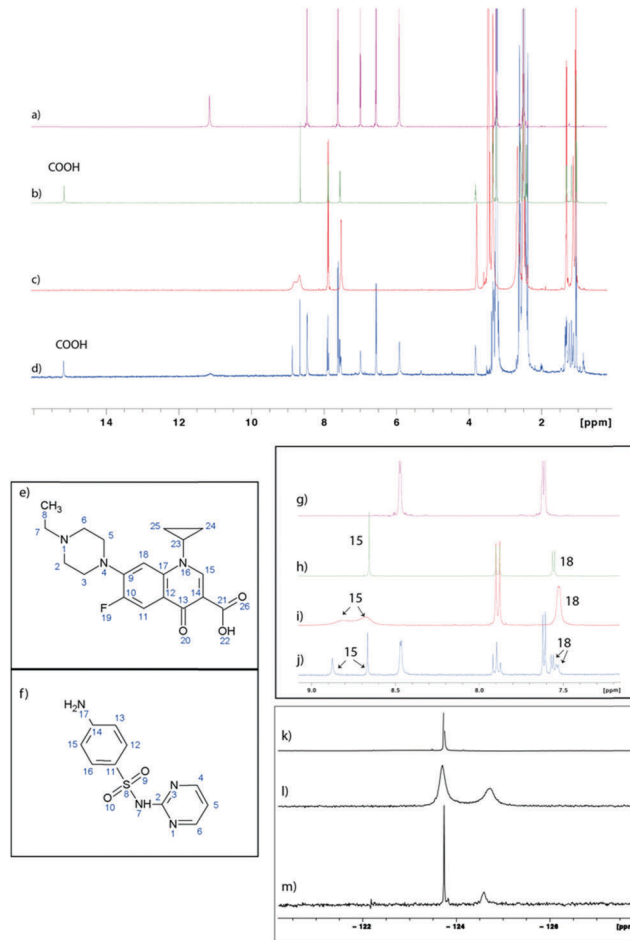 a)
COOH
b)
c)
COOH
d)
14 12 10 8 6 4 2 [ppm]
e)
CH3
8
7
6
25
24
N
1
5
23
2
N
4
18
17
N
16
15
3
9
10
12
14
O
F
19
11
13
21
26
O
20
OH
22
f)
H2N
17
13
14
15
12
11
16
O
9
N
3
4
S
8
2
5
O
10
NH
7
N
1
6
g)
15
18
h)
15
18
i)
18
15
j)
9.0 8.5 8.0 7.5 [ppm]
k)
l)
m)
- 122 - 124 - 126